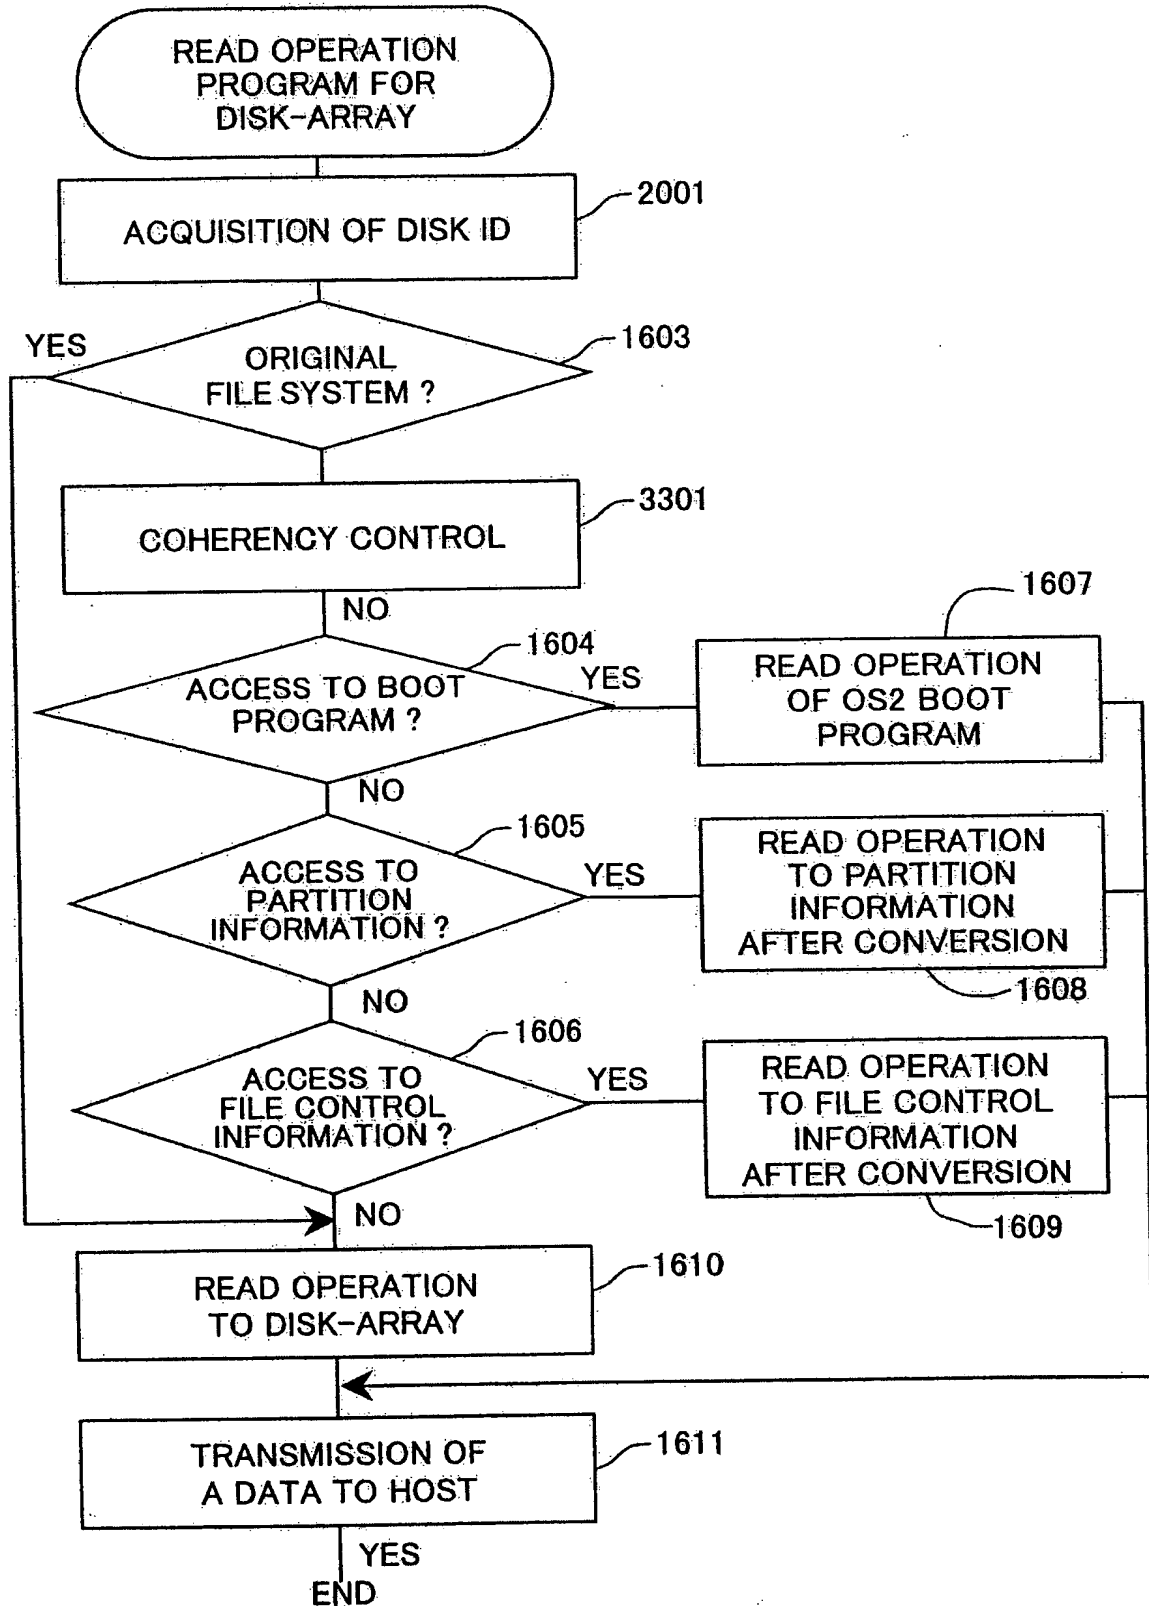 READ OPERATION
PROGRAM FOR
DISK-ARRAY
2001
ACQUISITION OF DISK ID
YES
1603
ORIGINAL
FILE SYSTEM ?
3301
COHERENCY CONTROL
NO
1604
ACCESS TO BOOT
PROGRAM ?
YES
1607
READ OPERATION
OF OS2 BOOT
PROGRAM
NO
1605
ACCESS TO
PARTITION
INFORMATION ?
YES
READ OPERATION
TO PARTITION
INFORMATION
AFTER CONVERSION
1608
NO
1606
ACCESS TO
FILE CONTROL
INFORMATION ?
YES
READ OPERATION
TO FILE CONTROL
INFORMATION
AFTER CONVERSION
1609
NO
1610
READ OPERATION
TO DISK-ARRAY
1611
TRANSMISSION OF
A DATA TO HOST
YES
END